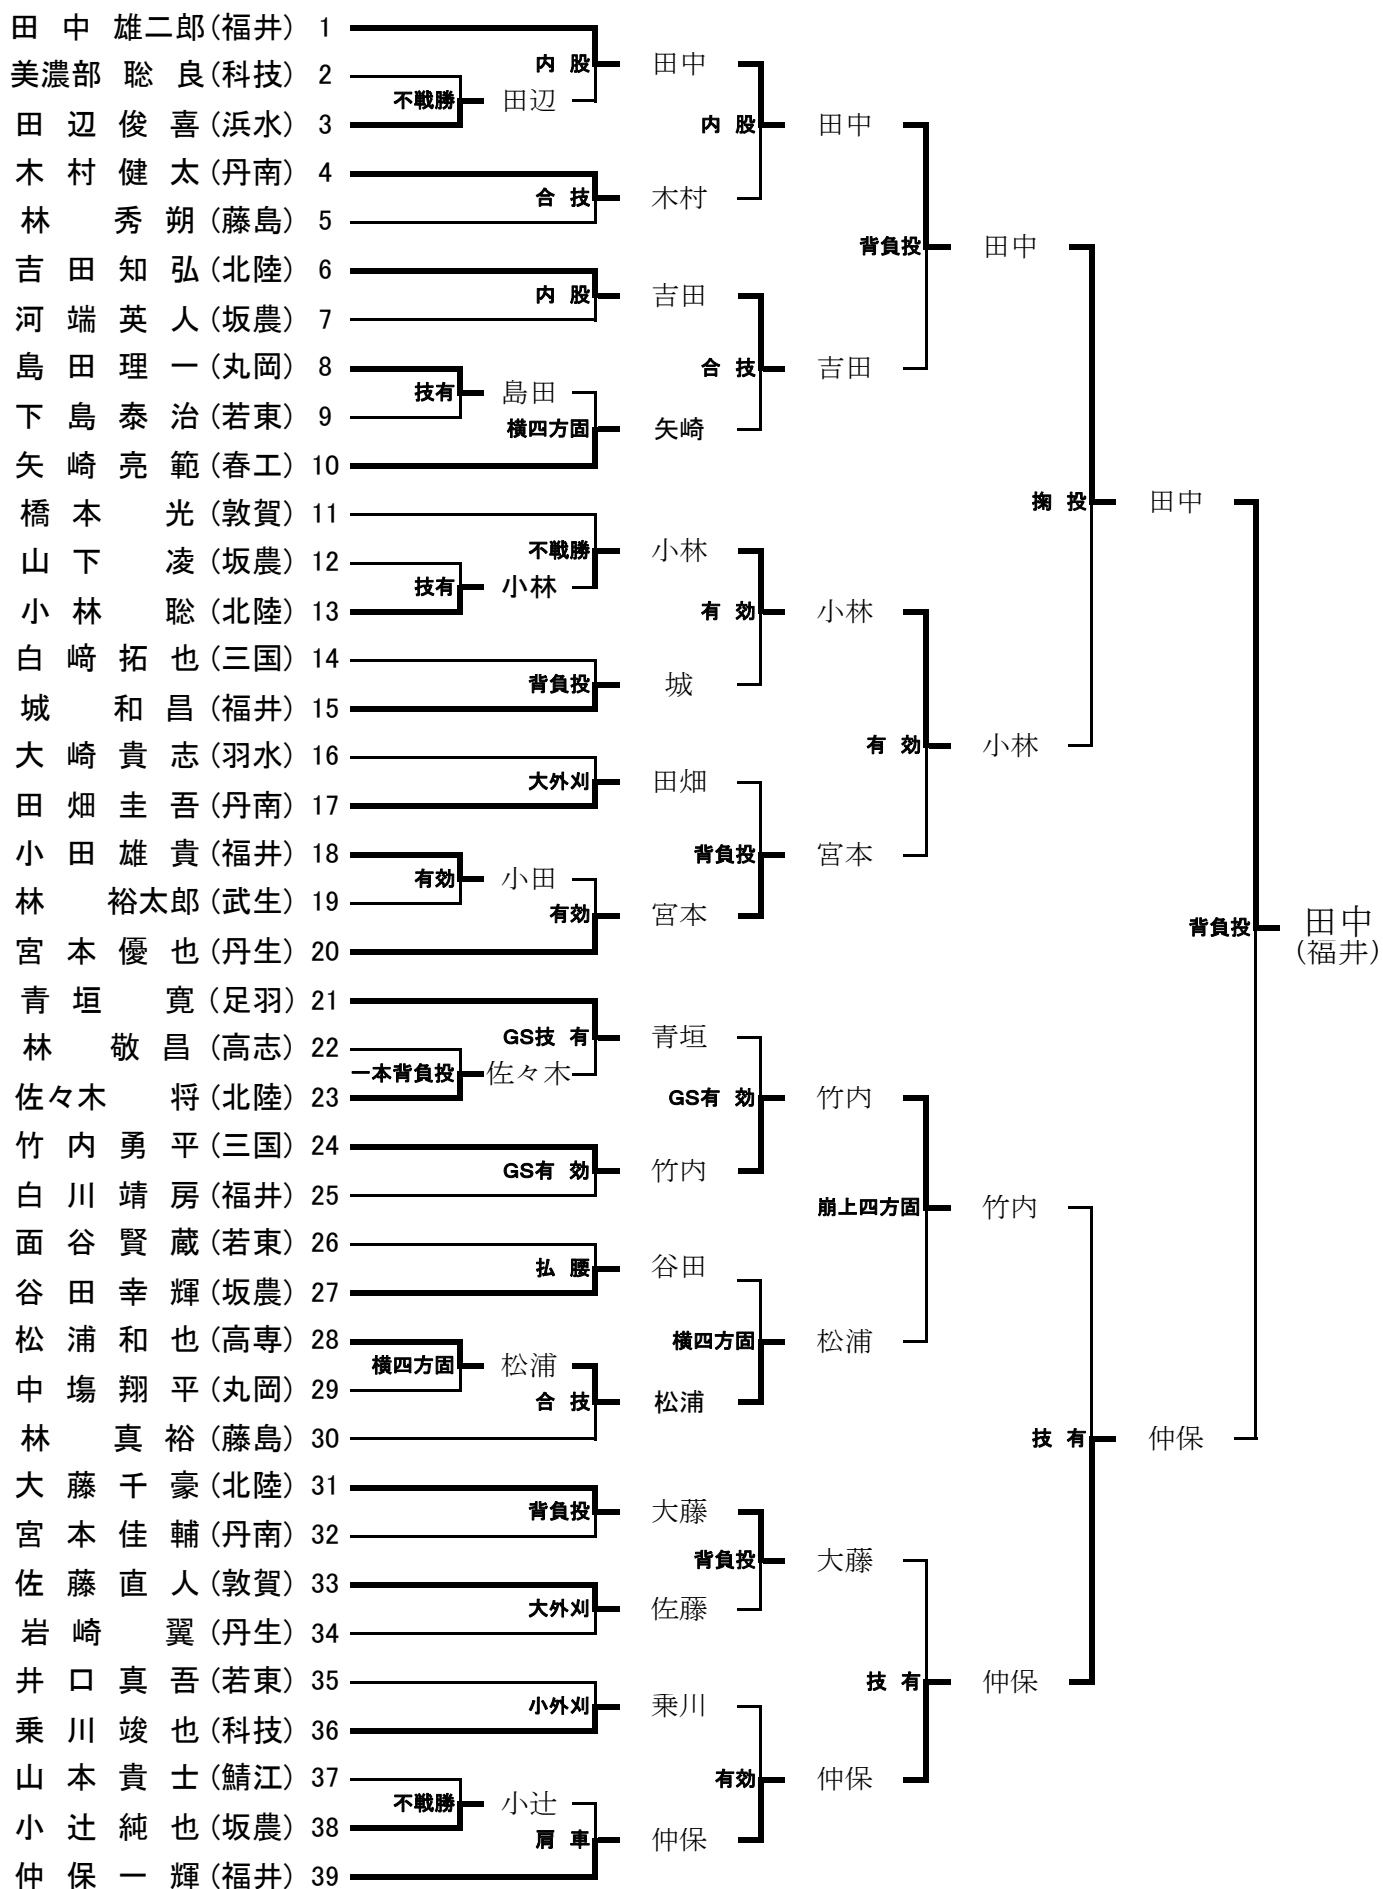 田中 雄二郎(福井) 1
美濃部 聡良(科技) 2
田辺俊喜(浜水) 3
木村健太(丹南) 4
林 秀朔(藤島) 5
吉田知弘(北陸) 6
河端英人(坂農) 7
島田理一(丸岡) 8
下島泰治(若東) 9
矢崎亮範(春工) 10
橋本 光(敦賀) 11
山下 凌(坂農) 12
小林 聡(北陸) 13
白﨑拓也(三国) 14
城 和昌(福井) 15
大崎貴志(羽水) 16
田畑圭吾(丹南) 17
小田雄貴(福井) 18
林 裕太郎(武生) 19
宮本優也(丹生) 20
青垣 寛(足羽) 21
林 敬昌(高志) 22
佐々木 将(北陸) 23
竹内勇平(三国) 24
白川靖房(福井) 25
面谷賢蔵(若東) 26
谷田幸輝(坂農) 27
松浦和也(高専) 28
中塲翔平(丸岡) 29
林 真裕(藤島) 30
大藤千豪(北陸) 31
宮本佳輔(丹南) 32
佐藤直人(敦賀) 33
岩崎 翼(丹生) 34
井口真吾(若東) 35
乗川竣也(科技) 36
山本貴士(鯖江) 37
小辻純也(坂農) 38
仲保一輝(福井) 39
不戦勝
田辺
技有
島田
技有
小林
有効
小田
一本背負投
佐々木
横四方固
松浦
不戦勝
小辻
内股
田中
合技
木村
内股
吉田
横四方固
矢崎
不戦勝
小林
背負投
城
大外刈
田畑
有効
宮本
GS技有
青垣
GS有効
竹内
払腰
谷田
合技
松浦
背負投
大藤
大外刈
佐藤
小外刈
乗川
肩車
仲保
内股
田中
合技
吉田
有効
小林
背負投
宮本
GS有効
竹内
横四方固
松浦
背負投
大藤
有効
仲保
背負投
田中
有効
小林
崩上四方固
竹内
技有
仲保
掬投
田中
技有
仲保
背負投
田中
(福井)